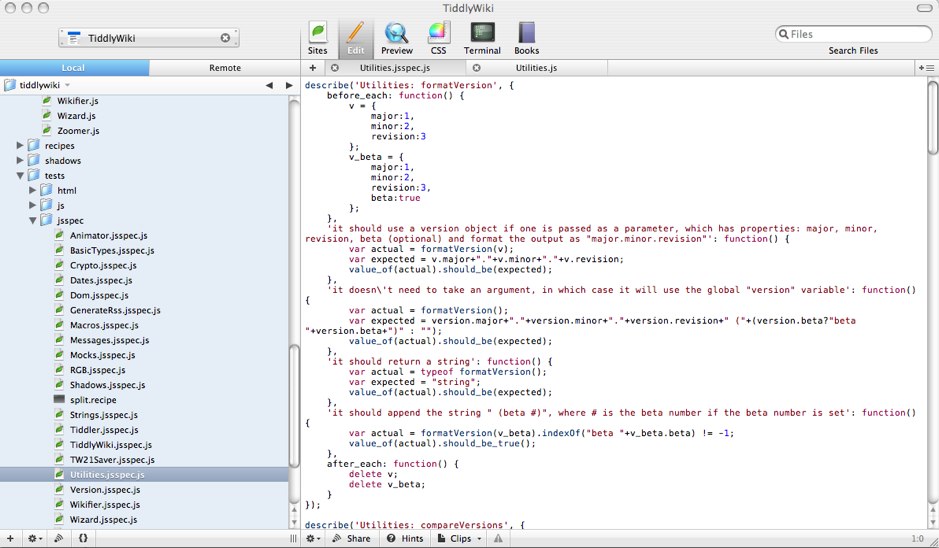 TiddlyWiki
TiddlyWiki
Sites
Edit
Preview
CSS
Terminal
Books
Files
Search Files
Local
Remote
Utilities.jsspec.js
Utilities.js
tiddlywiki
Wikifier.js
Wizard.js
Zoomer.js
recipes
shadows
tests
html
js
jsspec
Animator.jsspec.js
BasicTypes.jsspec.js
Crypto.jsspec.js
Dates.jsspec.js
Dom.jsspec.js
GenerateRss.jsspec.js
Macros.jsspec.js
Messages.jsspec.js
Mocks.jsspec.js
RGB.jsspec.js
Shadows.jsspec.js
split.recipe
Strings.jsspec.js
Tiddler.jsspec.js
TiddlyWiki.jsspec.js
TW21Saver.jsspec.js
Utilities.jsspec.js
Version.jsspec.js
Wikifier.jsspec.js
Wizard.jsspec.js
describe('Utilities: formatVersion', {
before_each: function() {
v = {
major:1,
minor:2,
revision:3
};
v_beta = {
major:1,
minor:2,
revision:3,
beta:true
};
},
'it should use a version object if one is passed as a parameter, which has properties: major, minor,
revision, beta (optional) and format the output as "major.minor.revision"': function() {
var actual = formatVersion(v);
var expected = v.major+"."+v.minor+"."+v.revision;
value_of(actual).should_be(expected);
},
'it doesn\'t need to take an argument, in which case it will use the global "version" variable': function()
{
var actual = formatVersion();
var expected = version.major+"."+version.minor+"."+version.revision+" ("+(version.beta?"beta
"+version.beta+")" : "");
value_of(actual).should_be(expected);
},
'it should return a string': function() {
var actual = typeof formatVersion();
var expected = "string";
value_of(actual).should_be(expected);
},
'it should append the string " (beta #)", where # is the beta number if the beta number is set': function()
{
var actual = formatVersion(v_beta).indexOf("beta "+v_beta.beta) != -1;
value_of(actual).should_be_true();
},
after_each: function() {
delete v;
delete v_beta;
}
});
describe('Utilities: compareVersions', {
Share
Hints
Clips
1:0